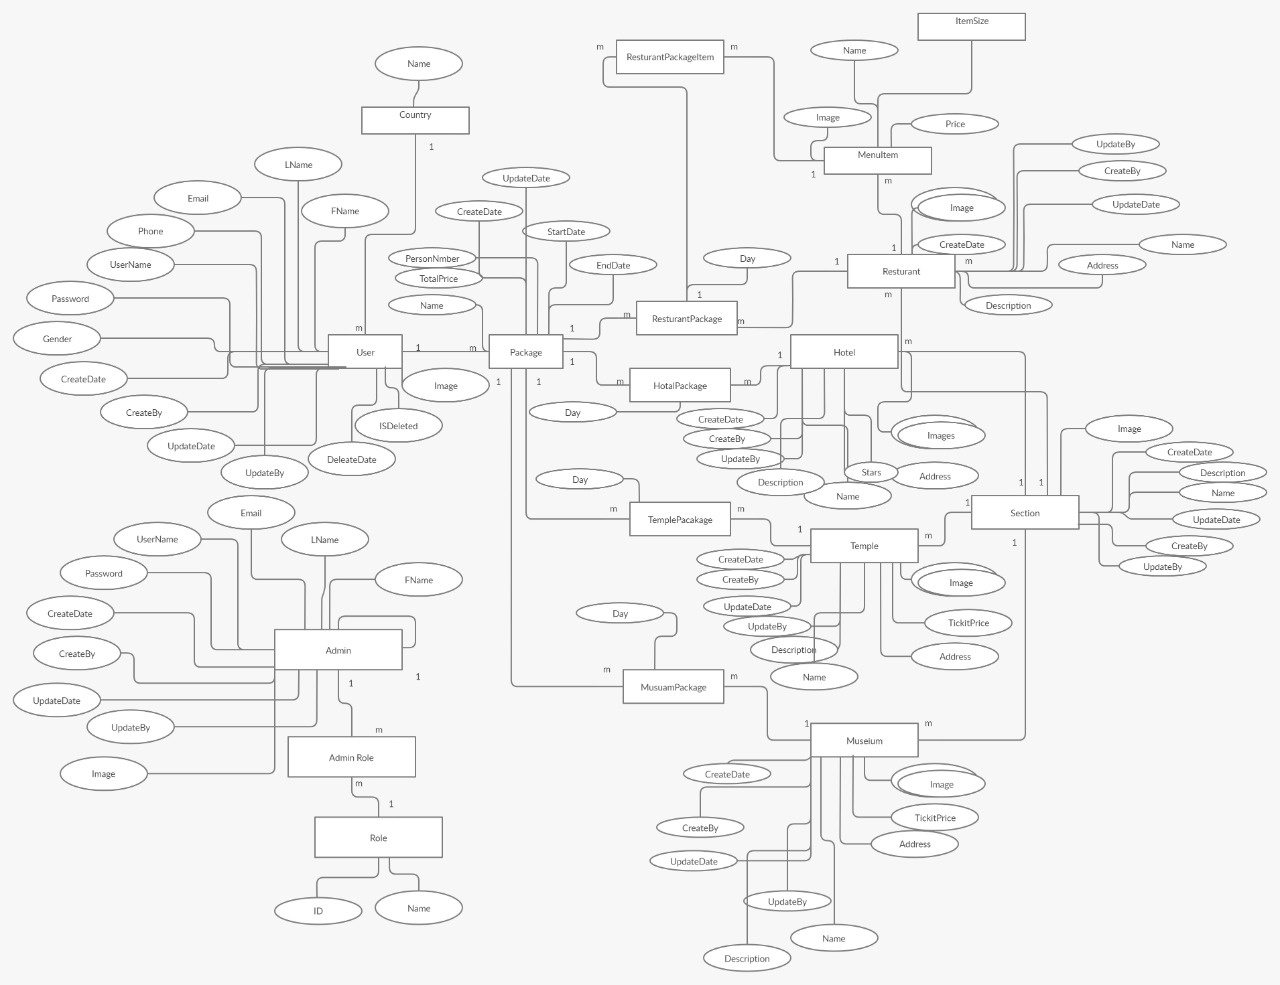 ItemSize
m
ResturantPackageItem
m
Name
Name
Country
Image
Price
1
MenuItem
UpdateBy
LName
1
m
CreateBy
UpdateDate
Email
FName
CreateDate
Image
UpdateDate
Phone
StartDate
1
CreateDate
Name
UserName
PersonNmber
EndDate
Day
1
Resturant
m
Address
TotalPrice
Password
Name
1
m
Description
m
1
m
ResturantPackage
m
Gender
User
1
m
Package
1
Hotel
m
1
1
CreateDate
Image
1
1
m
HotalPackage
m
CreateBy
Day
CreateDate
ISDeleted
CreateBy
Images
Image
UpdateDate
DeleateDate
UpdateBy
CreateDate
UpdateBy
Description
Stars
Address
Description
Day
Name
1
1
Name
Email
m
TemplePacakage
m
1
Section
UpdateDate
UserName
LName
1
Temple
m
1
CreateBy
Password
FName
CreateDate
UpdateBy
CreateBy
Image
CreateDate
Day
UpdateDate
TickitPrice
UpdateBy
CreateBy
Admin
Description
Address
1
1
m
m
Name
UpdateDate
MusuamPackage
UpdateBy
m
1
m
Admin Role
Museium
Image
m
CreateDate
Image
1
CreateBy
TickitPrice
Role
Address
UpdateDate
ID
Name
UpdateBy
Name
Description